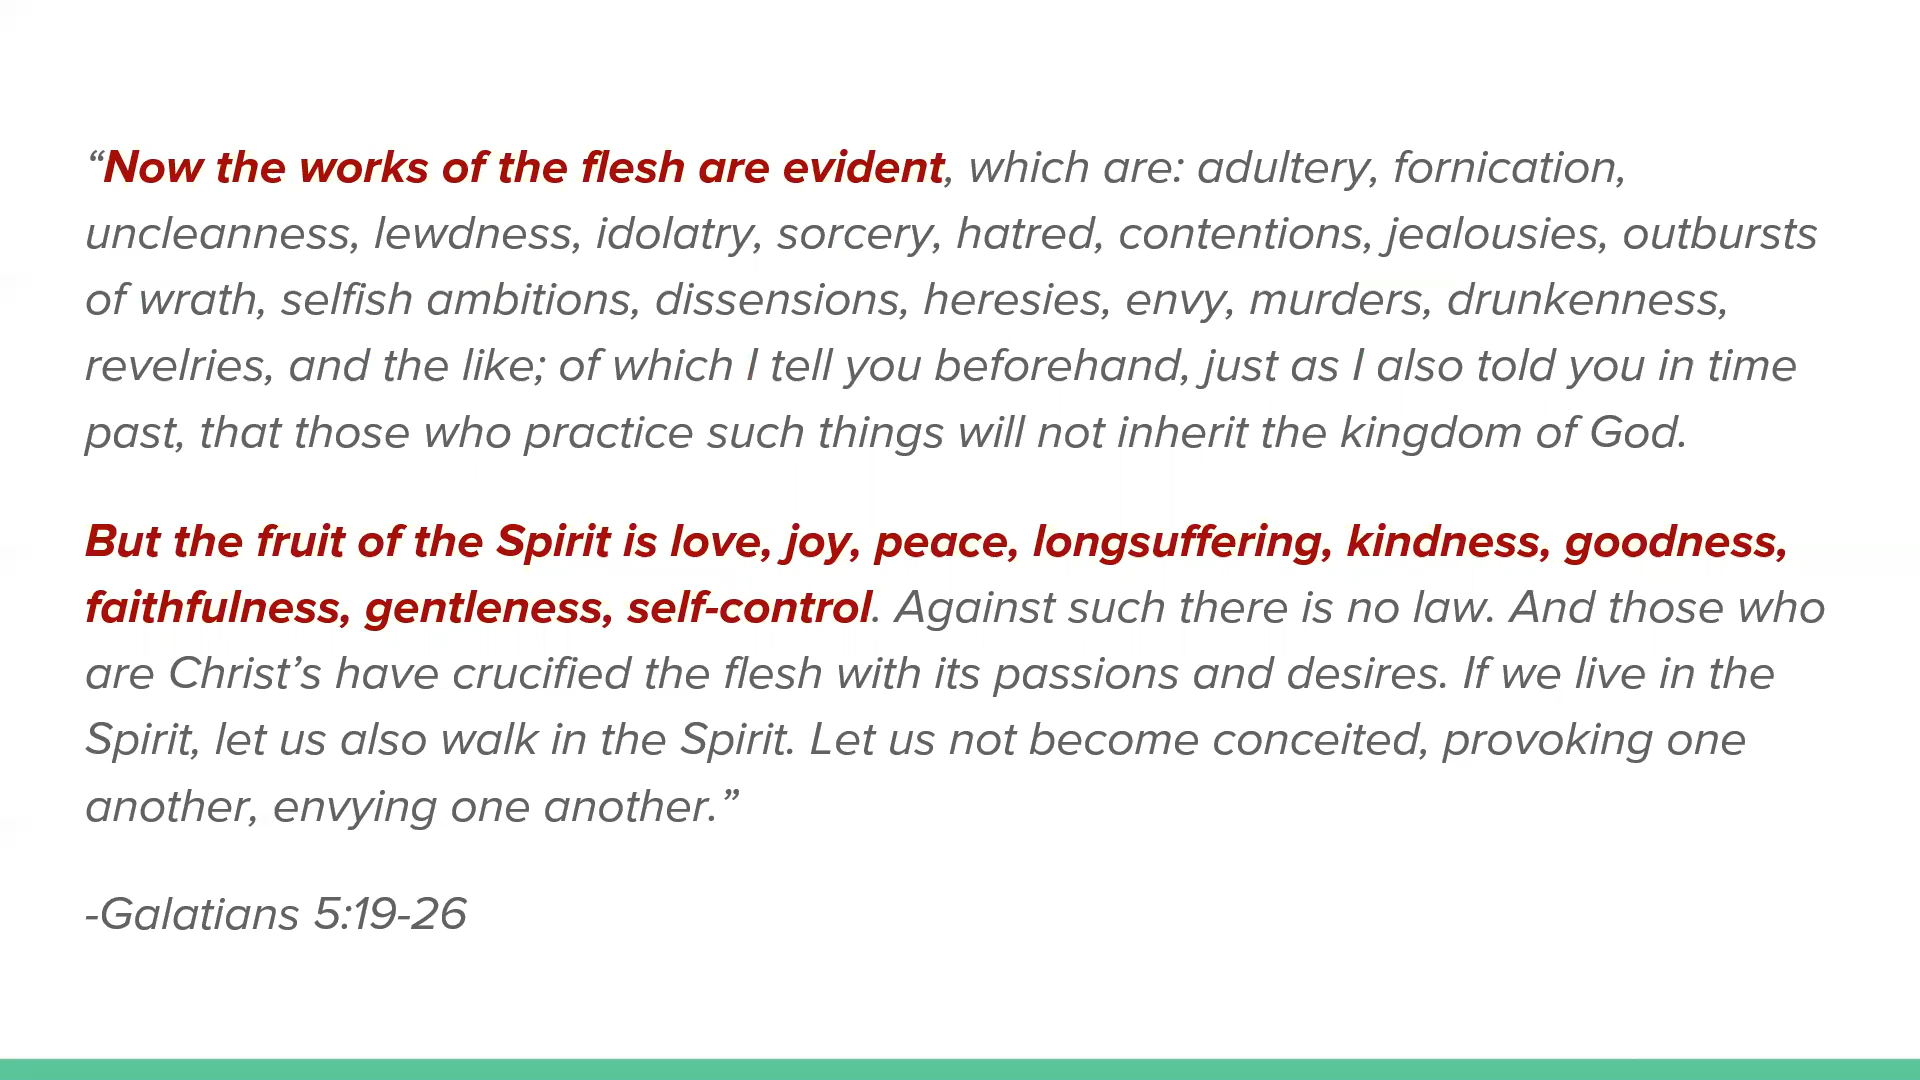 “Now the works of the flesh are evident, which are: adultery, fornication,
uncleanness, lewdness, idolatry, sorcery, hatred, contentions, jealousies, outbursts
of wrath, selfish ambitions, dissensions, heresies, envy, murders, drunkenness,
revelries, and the like; of which I tell you beforehand, just as I also told you in time
past, that those who practice such things will not inherit the kingdom of God.
But the fruit of the Spirit is love, joy, peace, longsuffering, kindness, goodness,
faithfulness, gentleness, self-control. Against such there is no law. And those who
are Christ’s have crucified the flesh with its passions and desires. If we live in the
Spirit, let us also walk in the Spirit. Let us not become conceited, provoking one
another, envying one another.”
-Galatians 5:19-26